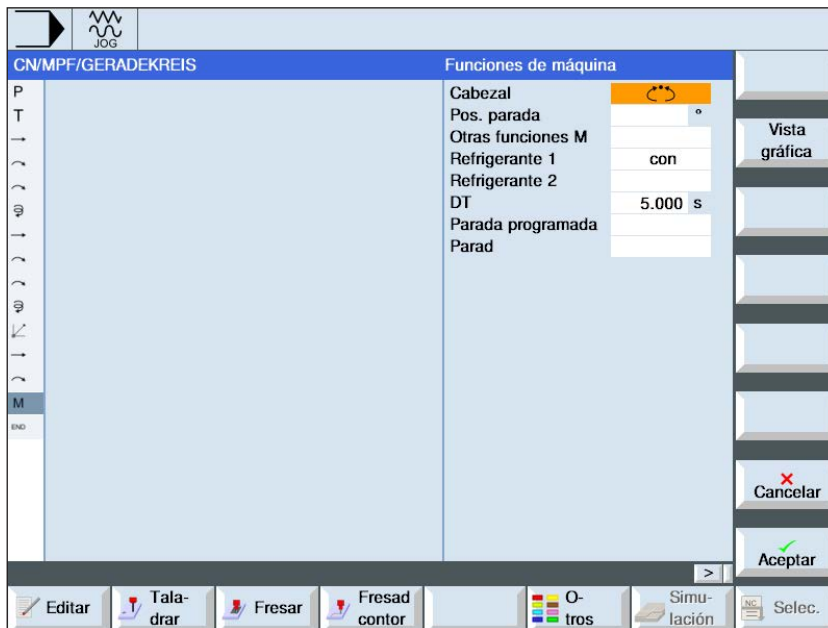 JOG
CN/MPF/GERADEKREIS
Funciones de máquina
P
T
M
END
Cabezal
Pos. parada º
Otras funciones M
Refrigerante 1 con
Refrigerante 2
DT 5.000 s
Parada programada
Parad
Vista
gráfica
Cancelar
Aceptar
>
Editar
Tala-
drar
Fresar
Fresad
contor
O-
tros
Simu-
lación
NC
Selec.